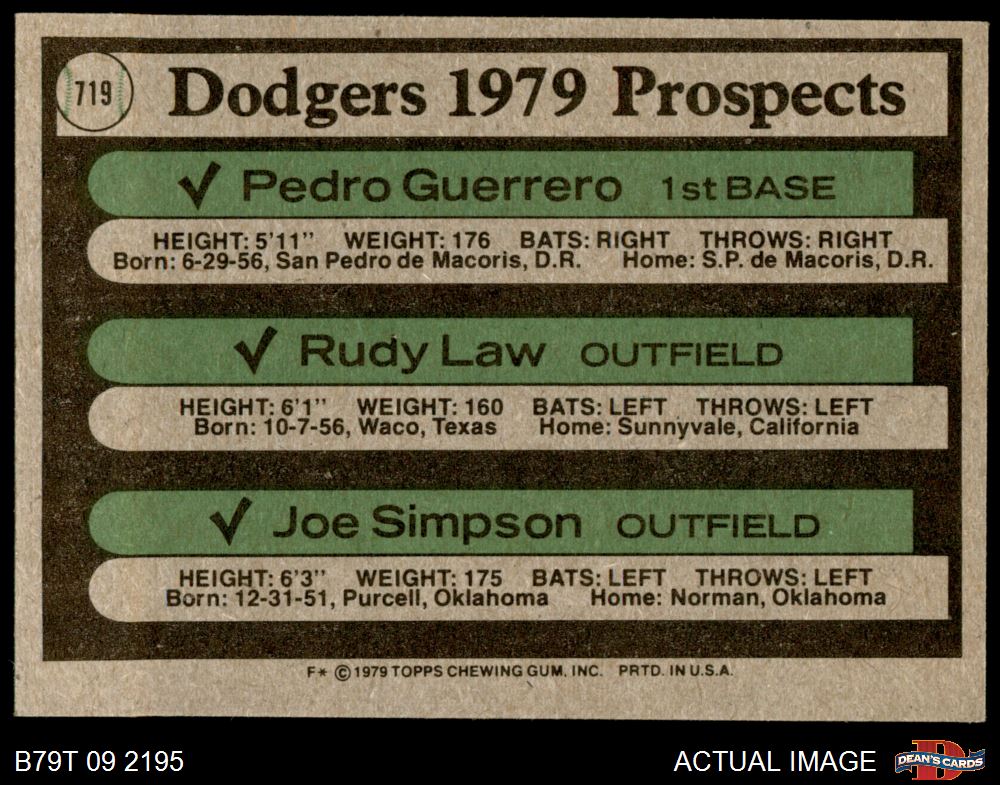 719
Dodgers 1979 Prospects
✓ Pedro Guerrero 1st BASE
HEIGHT: 5'11" WEIGHT: 176 BATS: RIGHT THROWS: RIGHT
Born: 6-29-56, San Pedro de Macoris, D.R. Home: S.P. de Macoris, D.R.
✓ Rudy Law OUTFIELD
HEIGHT: 6'1" WEIGHT: 160 BATS: LEFT THROWS: LEFT
Born: 10-7-56, Waco, Texas Home: Sunnyvale, California
✓ Joe Simpson OUTFIELD
HEIGHT: 6'3" WEIGHT: 175 BATS: LEFT THROWS: LEFT
Born: 12-31-51, Purcell, Oklahoma Home: Norman, Oklahoma
F* © 1979 TOPPS CHEWING GUM, INC. PRTD. IN U.S.A.
B79T 09 2195
ACTUAL IMAGE
D
DEAN'S CARDS